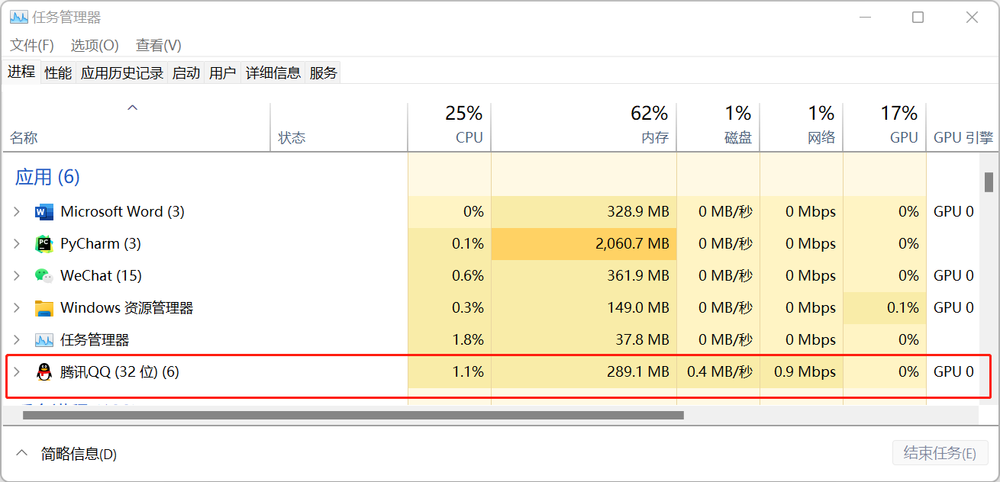 任务管理器
文件(F) 选项(O) 查看(V)
进程 性能 应用历史记录 启动 用户 详细信息 服务
25% 62% 1% 1% 17%
名称 状态 CPU 内存 磁盘 网络 GPU GPU 引擎
应用 (6)
Microsoft Word (3) 0% 328.9 MB 0 MB/秒 0 Mbps 0% GPU 0
PyCharm (3) 0.1% 2,060.7 MB 0 MB/秒 0 Mbps 0%
WeChat (15) 0.6% 361.9 MB 0 MB/秒 0 Mbps 0% GPU 0
Windows 资源管理器 0.3% 149.0 MB 0 MB/秒 0 Mbps 0.1% GPU 0
任务管理器 1.8% 37.8 MB 0 MB/秒 0 Mbps 0%
腾讯QQ (32 位) (6) 1.1% 289.1 MB 0.4 MB/秒 0.9 Mbps 0% GPU 0
简略信息(D) 结束任务(E)